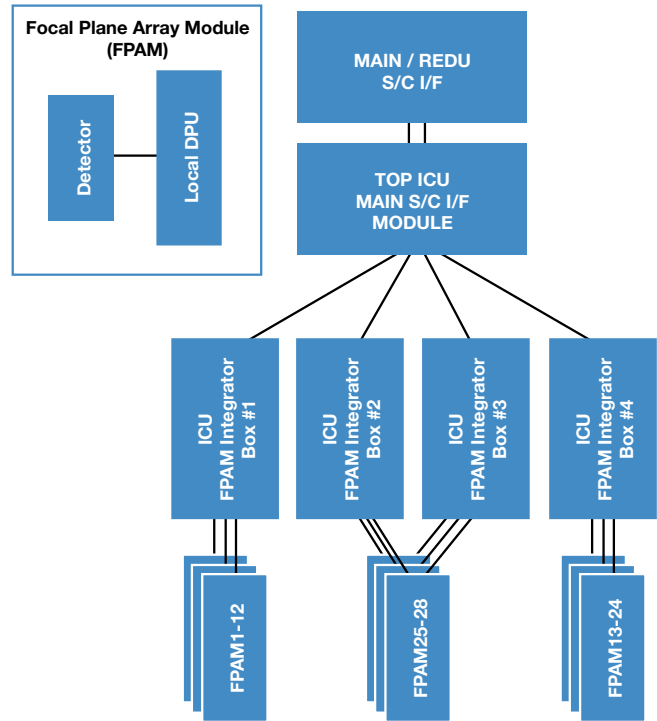 Focal Plane Array Module
(FPAM)
Detector
Local DPU
MAIN / REDU
S/C I/F
TOP ICU
MAIN S/C I/F
MODULE
ICU
FPAM Integrator
Box #1
ICU
FPAM Integrator
Box #2
ICU
FPAM Integrator
Box #3
ICU
FPAM Integrator
Box #4
FPAM1-12
FPAM25-28
FPAM13-24